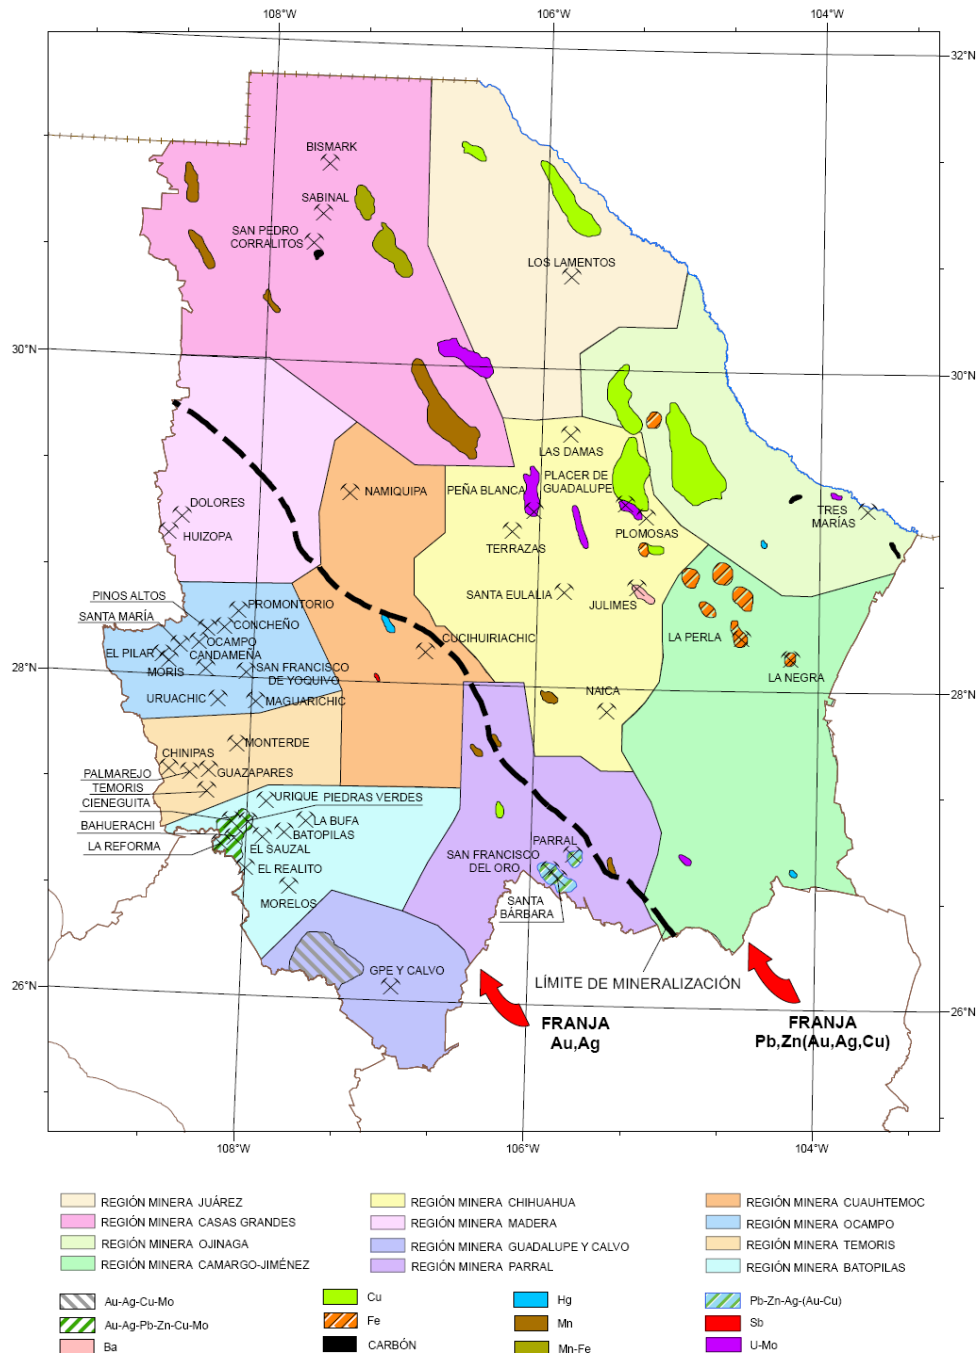 108°W
106°W
104°W
32°N
BISMARK
SABINAL
SAN PEDRO
CORRALITOS
LOS LAMENTOS
30°N
30°N
LAS DAMAS
PLACER DE
GUADALUPE
PEÑA BLANCA
NAMIQUIPA
DOLORES
HUIZOPA
TERRAZAS
PLOMOSAS
TRES
MARÍAS
SANTA EULALIA
JULIMES
PINOS ALTOS
PROMONTORIO
SANTA MARÍA
CONCHEÑO
OCAMPO
EL PILAR
CANDAMEÑA
MORIS
SAN FRANCISCO
DE YOQUIVO
CUCIHUIRIACHIC
LA PERLA
LA NEGRA
28°N
28°N
URUACHIC
MAGUARICHIC
NAICA
MONTERDE
CHINIPAS
PALMAREJO
GUAZAPARES
TEMORIS
CIENEGUITA
URIQUE
PIEDRAS VERDES
BAHUERACHI
LA BUFA
BATOPILAS
LA REFORMA
EL SAUZAL
EL REALITO
MORELOS
PARRAL
SAN FRANCISCO
DEL ORO
SANTA
BÁRBARA
GPE Y CALVO
LÍMITE DE MINERALIZACIÓN
26°N
26°N
FRANJA
Au,Ag
FRANJA
Pb,Zn(Au,Ag,Cu)
108°W
106°W
104°W
REGIÓN MINERA JUÁREZ
REGIÓN MINERA CASAS GRANDES
REGIÓN MINERA OJINAGA
REGIÓN MINERA CAMARGO-JIMÉNEZ
REGIÓN MINERA CHIHUAHUA
REGIÓN MINERA MADERA
REGIÓN MINERA GUADALUPE Y CALVO
REGIÓN MINERA PARRAL
REGIÓN MINERA CUAUHTEMOC
REGIÓN MINERA OCAMPO
REGIÓN MINERA TEMORIS
REGIÓN MINERA BATOPILAS
Au-Ag-Cu-Mo
Au-Ag-Pb-Zn-Cu-Mo
Ba
Cu
Fe
CARBÓN
Hg
Mn
Mn-Fe
Pb-Zn-Ag-(Au-Cu)
Sb
U-Mo